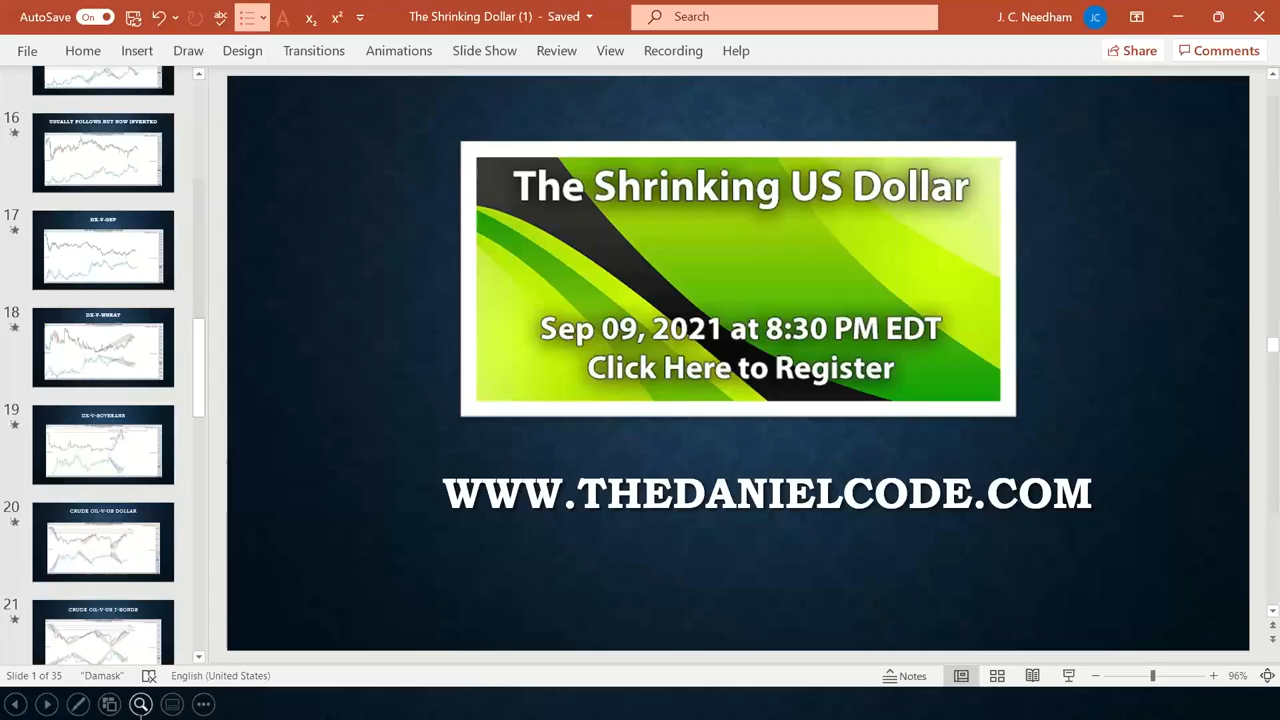 AutoSave On
The Shrinking Dollar (1) - Saved
Search
J. C. Needham JC
File Home Insert Draw Design Transitions Animations Slide Show Review View Recording Help
Share Comments
16
USUALLY FOLLOWS BUT NOW INVERTED
17
DX-V-GBP
18
DX-V-WHEAT
19
DX-V-SOYBEANS
20
CRUDE OIL-V-US DOLLAR
21
CRUDE OIL-V-US T-BONDS
The Shrinking US Dollar
Sep 09, 2021 at 8:30 PM EDT
Click Here to Register
WWW.THEDANIELCODE.COM
Slide 1 of 35 "Damask" English (United States) Notes 96%